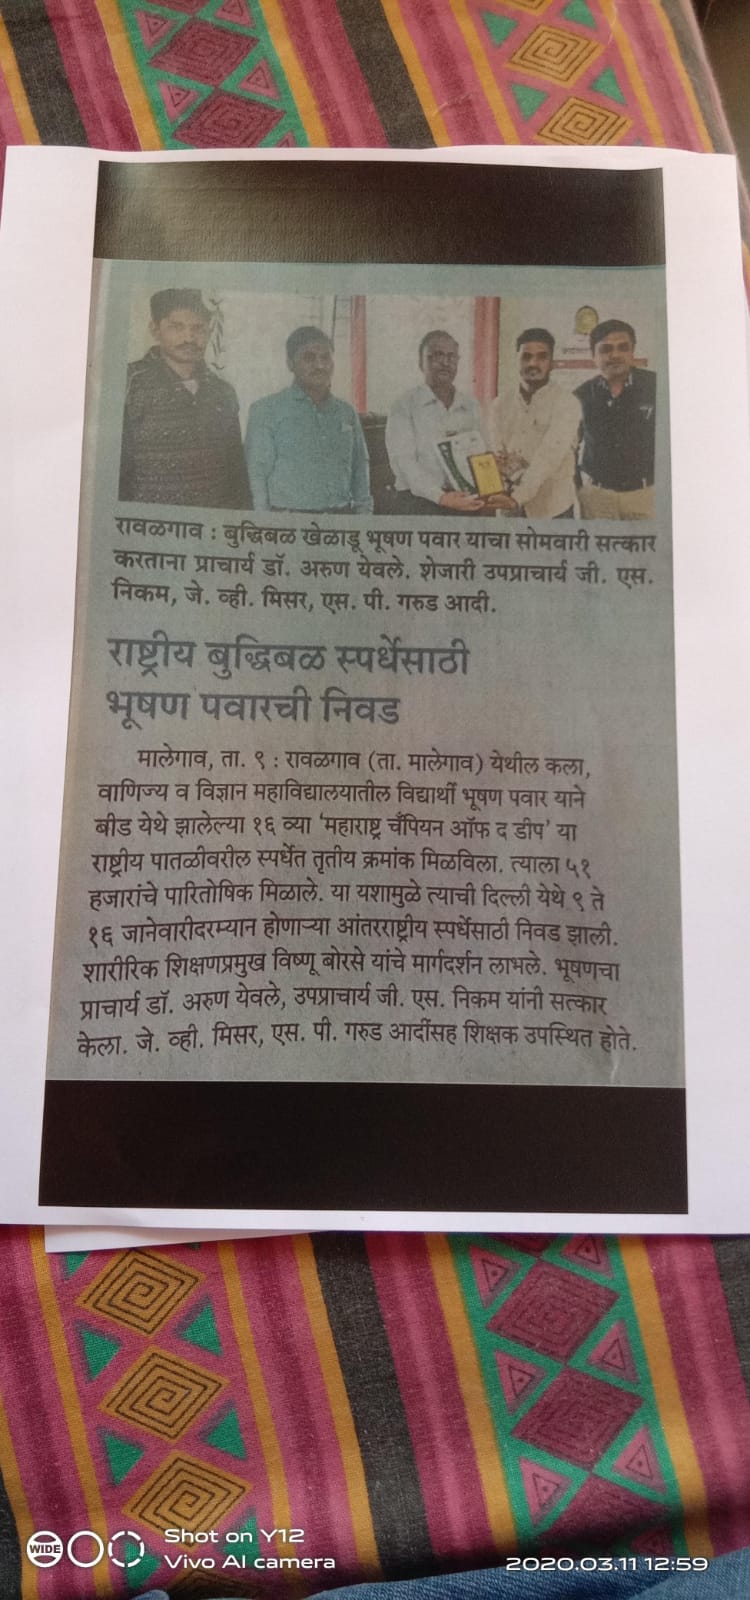 रावळगाव : बुद्धिबळ खेळाडू भूषण पवार याचा सोमवारी सत्कार
करताना प्राचार्य डॉ. अरुण येवले. शेजारी उपप्राचार्य जी. एस.
निकम, जे. व्ही. मिसर, एस. पी. गरुड आदी.
राष्ट्रीय बुद्धिबळ स्पर्धेसाठी
भूषण पवारची निवड
मालेगाव, ता. ९ : रावळगाव (ता. मालेगाव) येथील कला,
वाणिज्य व विज्ञान महाविद्यालयातील विद्यार्थी भूषण पवार याने
बीड येथे झालेल्या १६ व्या ‘महाराष्ट्र चँपियन ऑफ द डीप’ या
राष्ट्रीय पातळीवरील स्पर्धेत तृतीय क्रमांक मिळविला. त्याला ५१
हजारांचे पारितोषिक मिळाले. या यशामुळे त्याची दिल्ली येथे ९ ते
१६ जानेवारीदरम्यान होणाऱ्या आंतरराष्ट्रीय स्पर्धेसाठी निवड झाली.
शारीरिक शिक्षणप्रमुख विष्णू बोरसे यांचे मार्गदर्शन लाभले. भूषणचा
प्राचार्य डॉ. अरुण येवले, उपप्राचार्य जी. एस. निकम यांनी सत्कार
केला. जे. व्ही. मिसर, एस. पी. गरुड आदींसह शिक्षक उपस्थित होते.
WIDE
Shot on Y12
Vivo AI camera
2020.03.11 12:59